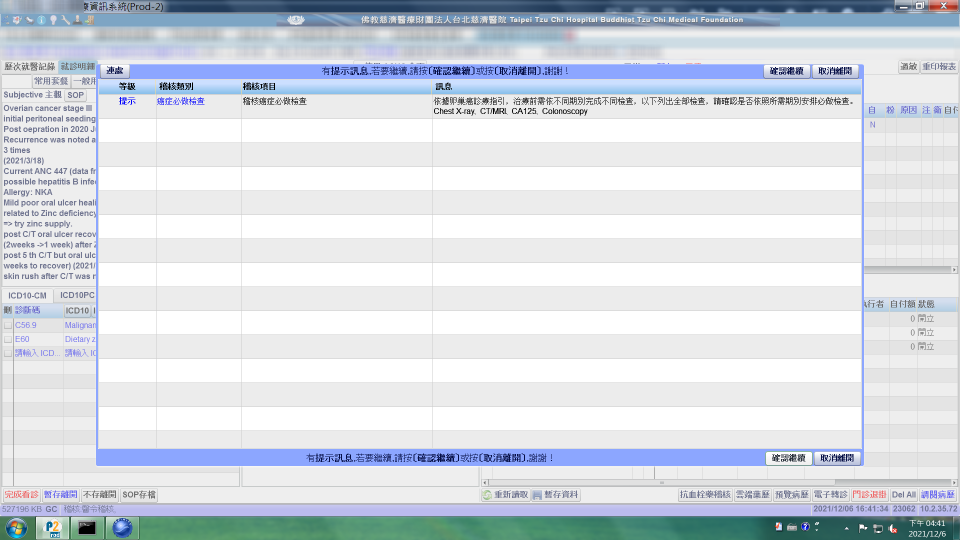 療資訊系統(Prod-2)
佛教慈濟醫療財團法人台北慈濟醫院 Taipei Tzu Chi Hospital Buddhist Tzu Chi Medical Foundation
歷次就醫記錄 就診明細
過敏 重印報表
常用套餐 一般用
Subjective 主觀 SOP
Overian cancer stage III
initial peritoneal seeding
Post oepration in 2020 Ju
Recurrence was noted a
3 times
(2021/3/18)
Current ANC 447 (data fr
possible hepatitis B infec
Allergy: NKA
Mild poor oral ulcer heali
related to Zinc deficiency
=> try zinc supply.
post C/T oral ulcer recov
(2weeks ->1 week) after Z
post 5 th C/T but oral ulc
weeks to recover) (2021/
skin rush after C/T was n
ICD10-CM ICD10PC
刪 診斷碼 ICD10
C56.9 Malignan
E60 Dietary z
請輸入 ICD... 請輸入 IC
連處 有提示訊息,若要繼續,請按(確認繼續)或按(取消離開),謝謝! 確認繼續 取消離開
等級 稽核類別 稽核項目 訊息
提示 癌症必做檢查 稽核癌症必做檢查 依據卵巢癌診療指引，治療前需依不同期別完成不同檢查，以下列出全部檢查，請確認是否依照所需期別安排必做檢查。
Chest X-ray, CT/MRI, CA125, Colonoscopy
有提示訊息,若要繼續,請按(確認繼續)或按(取消離開),謝謝! 確認繼續 取消離開
自 粉 原因 注 衛 自付
N
執行者 自付額 狀態
0 開立
0 開立
0 開立
完成看診 暫存離開 不存離開 SOP存檔 重新讀取 暫存資料 抗血栓藥稽核 雲端藥歷 預覽病歷 電子轉診 門診退掛 Del All 調閱病歷
527196 KB GC 稽核,醫令稽核, 2021/12/06 16:41:34 23062 10.2.35.72
下午 04:41
2021/12/6